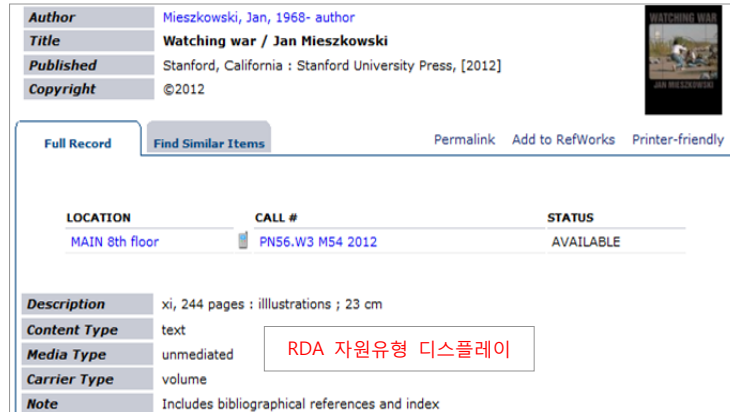 Author Mieszkowski, Jan, 1968- author
WATCHING WAR
Title Watching war / Jan Mieszkowski
Published Stanford, California : Stanford University Press, [2012]
Copyright ©2012
JAN MIESZKOWSKI
Full Record Find Similar Items Permalink Add to RefWorks Printer-friendly
LOCATION CALL # STATUS
MAIN 8th floor PN56.W3 M54 2012 AVAILABLE
Description xi, 244 pages : illlustrations ; 23 cm
Content Type text
Media Type unmediated
RDA 자원유형 디스플레이
Carrier Type volume
Note Includes bibliographical references and index